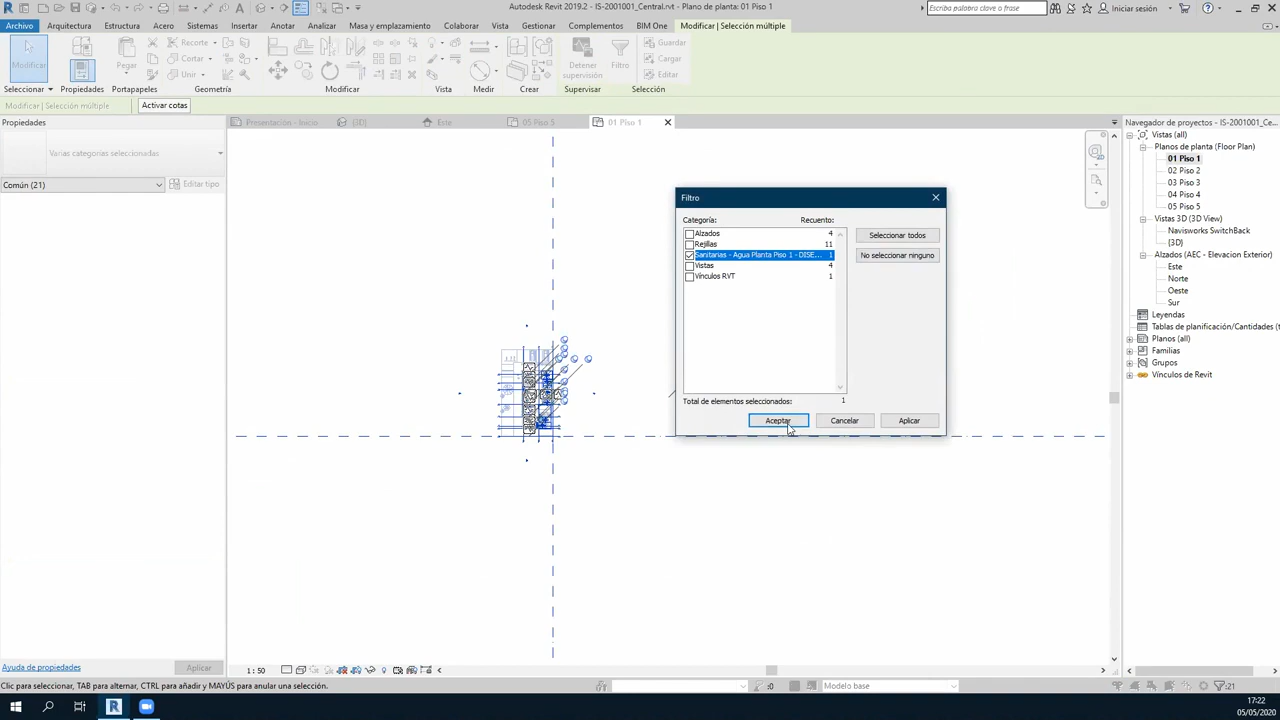 Autodesk Revit 2019.2 - IS-2001001_Central.rvt - Plano de planta: 01 Piso 1
Escriba palabra clave o frase
Iniciar sesión
Archivo Arquitectura Estructura Acero Sistemas Insertar Anotar Analizar Masa y emplazamiento Colaborar Vista Gestionar Complementos BIM One Modificar | Selección múltiple
Modificar
Propiedades
Pegar
Recorte
Cortar
Unir
Detener supervisión
Filtro
Guardar
Cargar
Editar
Seleccionar Propiedades Portapapeles Geometría Modificar Vista Medir Crear Supervisar Selección
Modificar | Selección múltiple Activar cotas
Propiedades
Varias categorías seleccionadas
Común (21)
Editar tipo
Ayuda de propiedades
Aplicar
Presentación - Inicio {3D} Este 05 Piso 5 01 Piso 1
Filtro
Categoría: Recuento:
Alzados 4
Rejillas 11
Sanitarias - Agua Planta Piso 1 - DISE... 1
Vistas 4
Vínculos RVT 1
Seleccionar todos
No seleccionar ninguno
Total de elementos seleccionados: 1
Aceptar Cancelar Aplicar
Navegador de proyectos - IS-2001001_Ce...
Vistas (all)
Planos de planta (Floor Plan)
01 Piso 1
02 Piso 2
03 Piso 3
04 Piso 4
05 Piso 5
Vistas 3D (3D View)
Navisworks SwitchBack
{3D}
Alzados (AEC - Elevacion Exterior)
Este
Norte
Oeste
Sur
Leyendas
Tablas de planificación/Cantidades (t
Planos (all)
Familias
Grupos
Vínculos de Revit
1 : 50
Clic para seleccionar, TAB para alternar, CTRL para añadir y MAYÚS para anular una selección.
:0
Modelo base
:21
17:22
05/05/2020